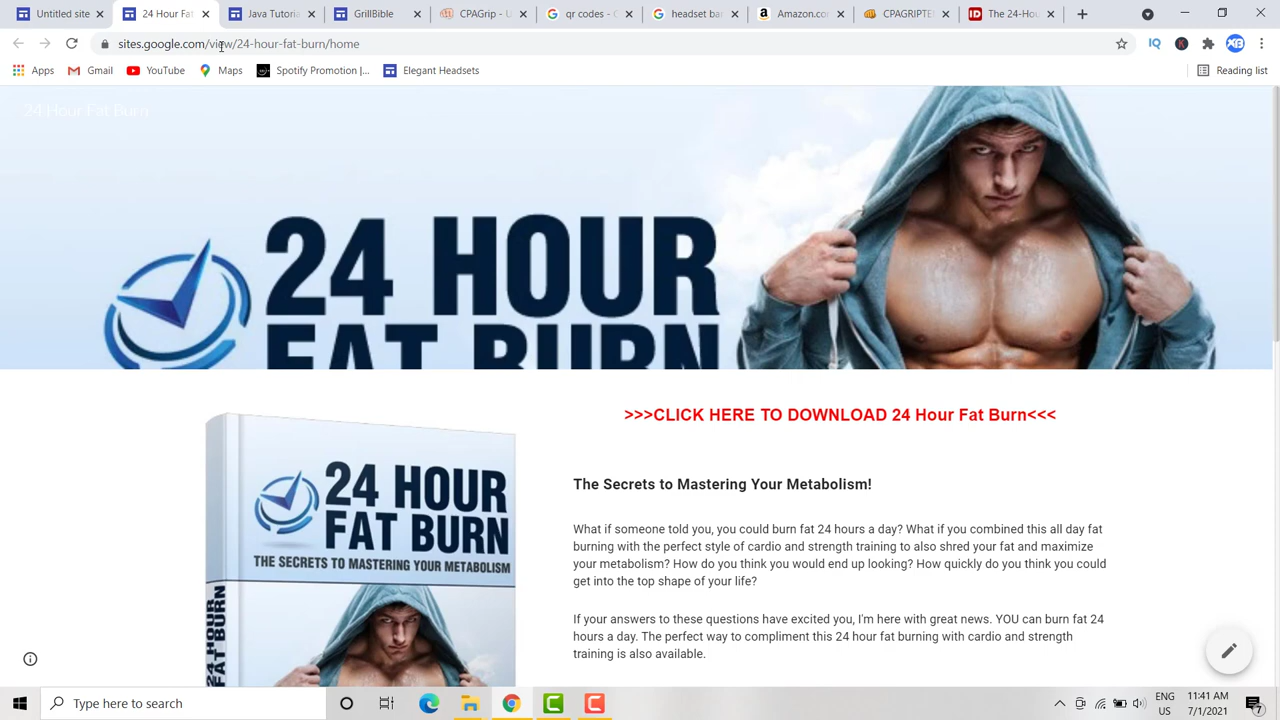 Untitled site
24 Hour Fat
Java Tutoria
GrillBible
CPAGrip - U
qr codes - C
headset bar
Amazon.com
CPAGRIPTE
The 24-Hou
sites.google.com/view/24-hour-fat-burn/home
Apps Gmail YouTube Maps Spotify Promotion |... Elegant Headsets Reading list
24 Hour Fat Burn
24 HOUR
FAT BURN
>>>CLICK HERE TO DOWNLOAD 24 Hour Fat Burn<<<
24 HOUR
FAT BURN
THE SECRETS TO MASTERING YOUR METABOLISM
24 HOUR
FAT BURN
The Secrets to Mastering Your Metabolism!
What if someone told you, you could burn fat 24 hours a day? What if you combined this all day fat
burning with the perfect style of cardio and strength training to also shred your fat and maximize
your metabolism? How do you think you would end up looking? How quickly do you think you could
get into the top shape of your life?
If your answers to these questions have excited you, I'm here with great news. YOU can burn fat 24
hours a day. The perfect way to compliment this 24 hour fat burning with cardio and strength
training is also available.
Type here to search
ENG
US
11:41 AM
7/1/2021
7